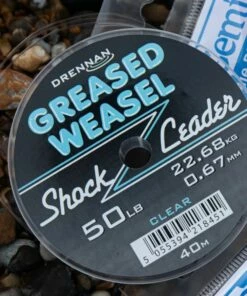 DRENNAN
GREASED
WEASEL
Shock Leader
50LB
22.68KG
0.67MM
CLEAR
5 055394 218451
40M